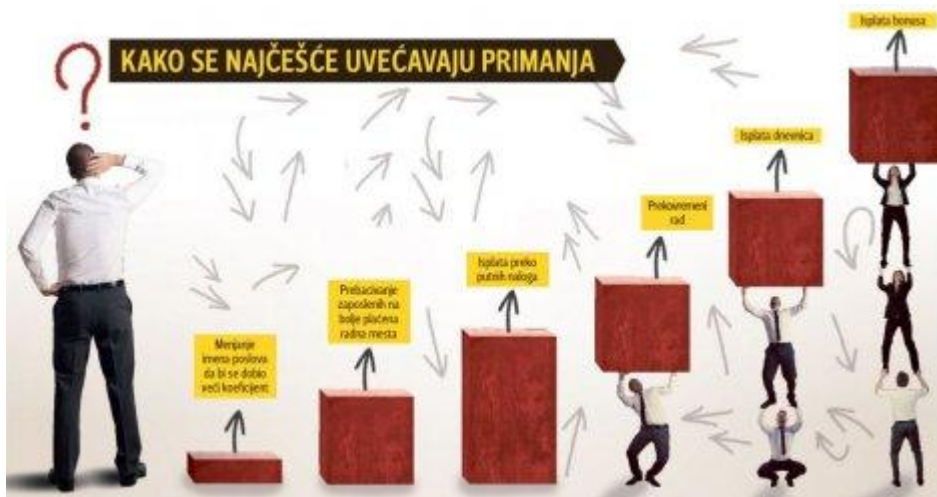 KAKO SE NAJČEŠĆE UVEĆAVAJU PRIMANJA
Menjanje
imena poslova
da bi se dobio
veći koeficijent
Prebacivanje
zaposlenih na
bolje plaćena
radna mesta
Isplata preko
putnih naloga
Prekovremeni
rad
Isplata dnevnica
Isplata bonusa